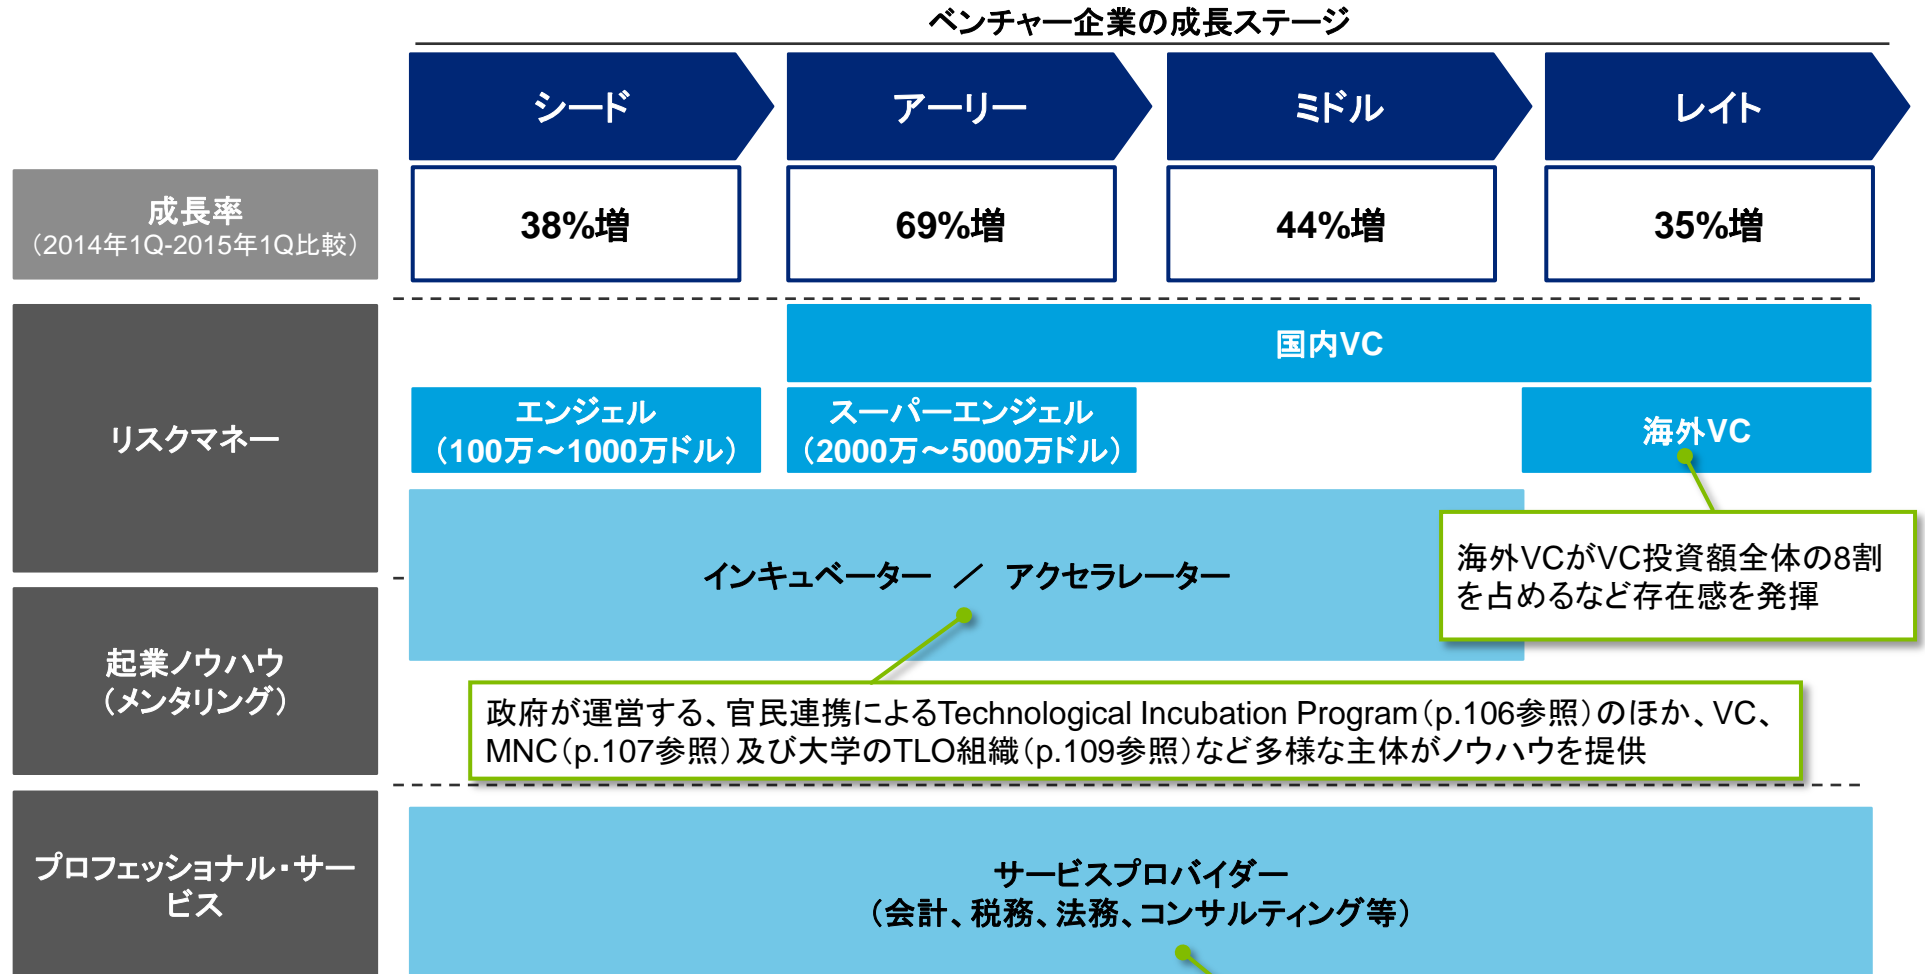 ベンチャー企業の成長ステージ
シード
アーリー
ミドル
レイト
成長率
（2014年1Q-2015年1Q比較）
38%増
69%増
44%増
35%増
リスクマネー
国内VC
エンジェル
（100万～1000万ドル）
スーパーエンジェル
（2000万～5000万ドル）
海外VC
インキュベーター ／ アクセラレーター
海外VCがVC投資額全体の8割
を占めるなど存在感を発揮
起業ノウハウ
（メンタリング）
政府が運営する、官民連携によるTechnological Incubation Program（p.106参照）のほか、VC、
MNC（p.107参照）及び大学のTLO組織（p.109参照）など多様な主体がノウハウを提供
プロフェッショナル・サー
ビス
サービスプロバイダー
（会計、税務、法務、コンサルティング等）